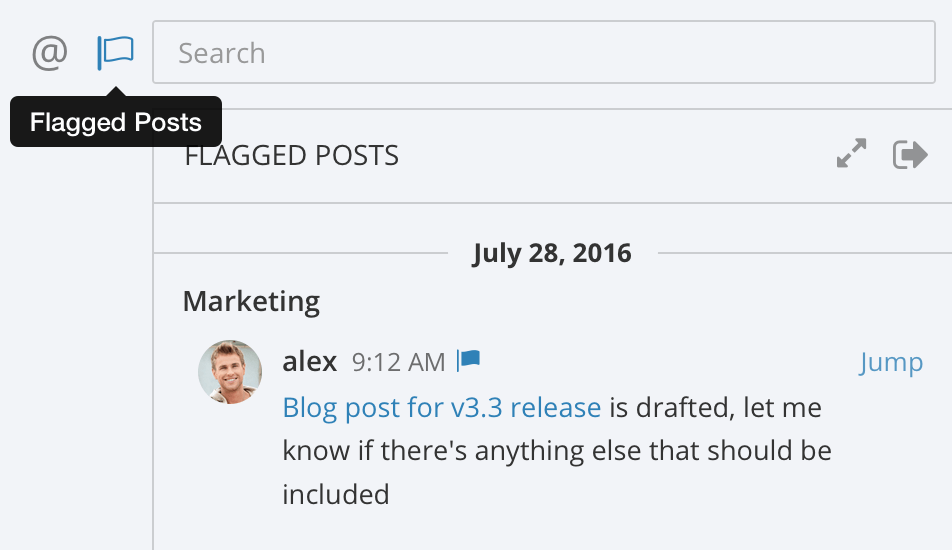 @
Search
Flagged Posts
FLAGGED POSTS
July 28, 2016
Marketing
alex 9:12 AM Jump
Blog post for v3.3 release is drafted, let me
know if there's anything else that should be
included